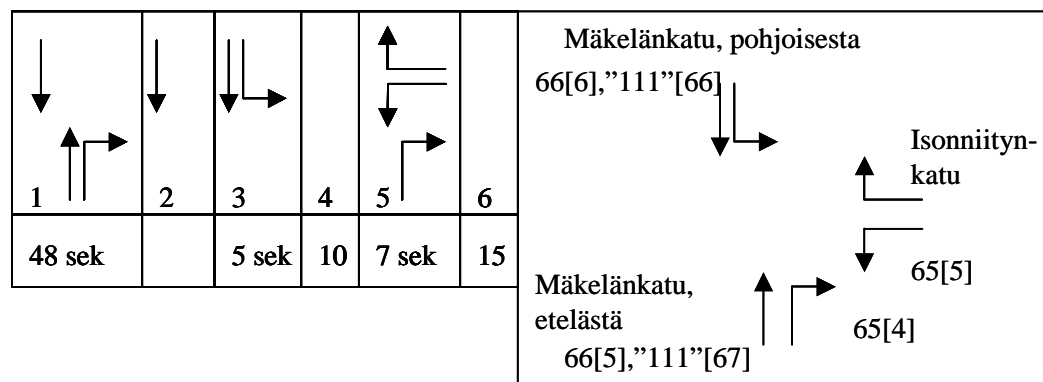 1
2
3
4
5
6
48 sek
5 sek
10
7 sek
15
Mäkelänkatu, pohjoisesta
66[6],”111”[66]
Isonniityn-
katu
65[5]
Mäkelänkatu,
etelästä
65[4]
66[5],”111”[67]